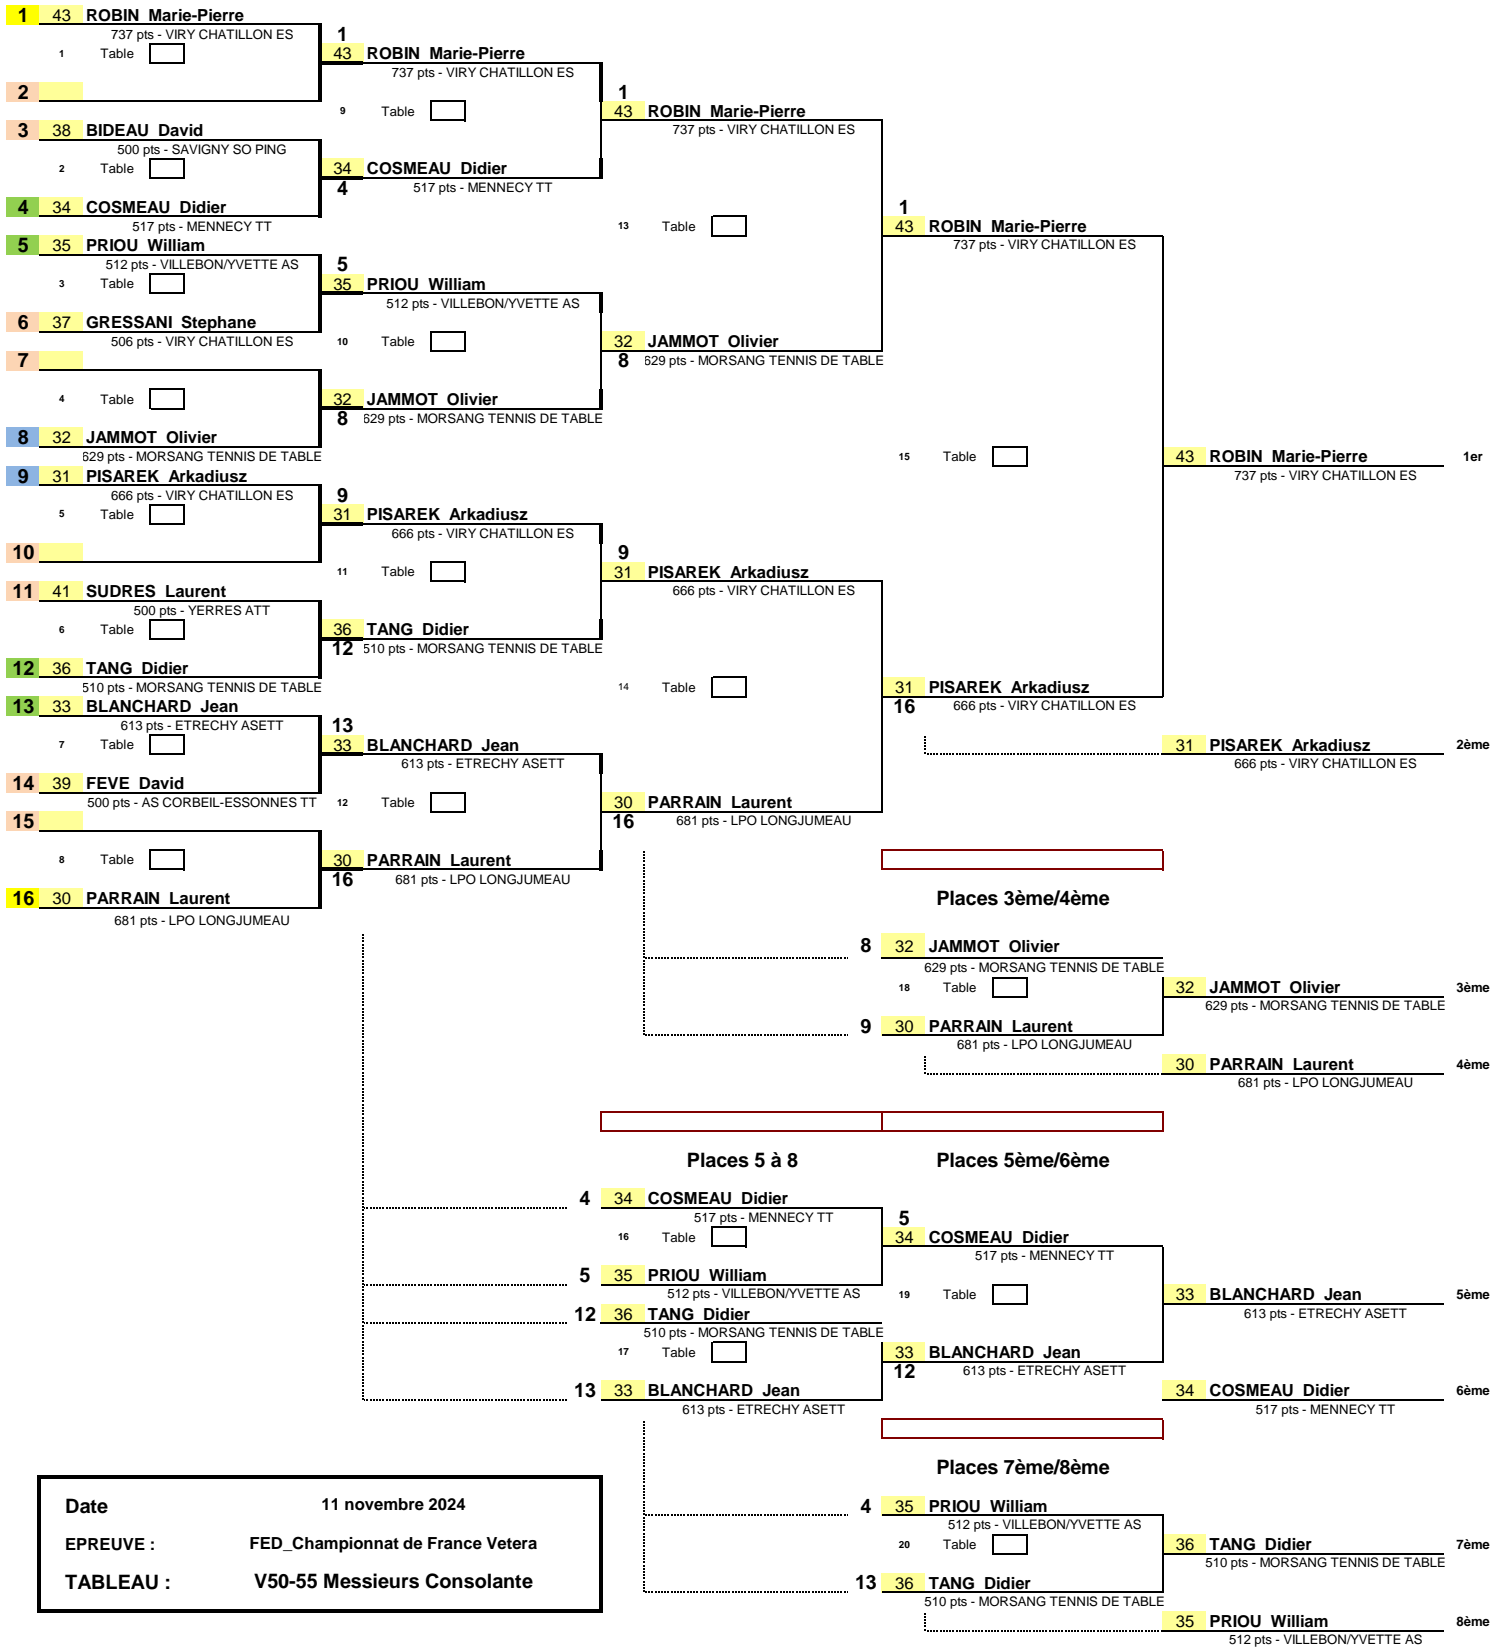 1 43 ROBIN Marie-Pierre
737 pts - VIRY CHATILLON ES
1 Table
2
3 38 BIDEAU David
500 pts - SAVIGNY SO PING
2 Table
4 34 COSMEAU Didier
517 pts - MENNECY TT
5 35 PRIOU William
512 pts - VILLEBON/YVETTE AS
3 Table
6 37 GRESSANI Stephane
506 pts - VIRY CHATILLON ES
7
4 Table
8 32 JAMMOT Olivier
629 pts - MORSANG TENNIS DE TABLE
9 31 PISAREK Arkadiusz
666 pts - VIRY CHATILLON ES
5 Table
10
11 41 SUDRES Laurent
500 pts - YERRES ATT
6 Table
12 36 TANG Didier
510 pts - MORSANG TENNIS DE TABLE
13 33 BLANCHARD Jean
613 pts - ETRECHY ASETT
7 Table
14 39 FEVE David
500 pts - AS CORBEIL-ESSONNES TT
15
8 Table
16 30 PARRAIN Laurent
681 pts - LPO LONGJUMEAU
1
43 ROBIN Marie-Pierre
737 pts - VIRY CHATILLON ES
9 Table
34 COSMEAU Didier
4 517 pts - MENNECY TT
5
35 PRIOU William
512 pts - VILLEBON/YVETTE AS
10 Table
32 JAMMOT Olivier
8 629 pts - MORSANG TENNIS DE TABLE
9
31 PISAREK Arkadiusz
666 pts - VIRY CHATILLON ES
11 Table
36 TANG Didier
12 510 pts - MORSANG TENNIS DE TABLE
13
33 BLANCHARD Jean
613 pts - ETRECHY ASETT
12 Table
30 PARRAIN Laurent
16 681 pts - LPO LONGJUMEAU
1
43 ROBIN Marie-Pierre
737 pts - VIRY CHATILLON ES
13 Table
32 JAMMOT Olivier
8 629 pts - MORSANG TENNIS DE TABLE
9
31 PISAREK Arkadiusz
666 pts - VIRY CHATILLON ES
14 Table
30 PARRAIN Laurent
16 681 pts - LPO LONGJUMEAU
1
43 ROBIN Marie-Pierre
737 pts - VIRY CHATILLON ES
15 Table
31 PISAREK Arkadiusz
16 666 pts - VIRY CHATILLON ES
43 ROBIN Marie-Pierre 1er
737 pts - VIRY CHATILLON ES
31 PISAREK Arkadiusz 2ème
666 pts - VIRY CHATILLON ES
Places 3ème/4ème
8 32 JAMMOT Olivier
629 pts - MORSANG TENNIS DE TABLE
18 Table
9 30 PARRAIN Laurent
681 pts - LPO LONGJUMEAU
32 JAMMOT Olivier 3ème
629 pts - MORSANG TENNIS DE TABLE
30 PARRAIN Laurent 4ème
681 pts - LPO LONGJUMEAU
Places 5 à 8 Places 5ème/6ème
4 34 COSMEAU Didier
517 pts - MENNECY TT
16 Table
5 35 PRIOU William
512 pts - VILLEBON/YVETTE AS
12 36 TANG Didier
510 pts - MORSANG TENNIS DE TABLE
17 Table
13 33 BLANCHARD Jean
613 pts - ETRECHY ASETT
5
34 COSMEAU Didier
517 pts - MENNECY TT
19 Table
33 BLANCHARD Jean
12 613 pts - ETRECHY ASETT
33 BLANCHARD Jean 5ème
613 pts - ETRECHY ASETT
34 COSMEAU Didier 6ème
517 pts - MENNECY TT
Places 7ème/8ème
4 35 PRIOU William
512 pts - VILLEBON/YVETTE AS
20 Table
13 36 TANG Didier
510 pts - MORSANG TENNIS DE TABLE
36 TANG Didier 7ème
510 pts - MORSANG TENNIS DE TABLE
35 PRIOU William 8ème
512 pts - VILLEBON/YVETTE AS
Date 11 novembre 2024
EPREUVE : FED_Championnat de France Vetera
TABLEAU : V50-55 Messieurs Consolante